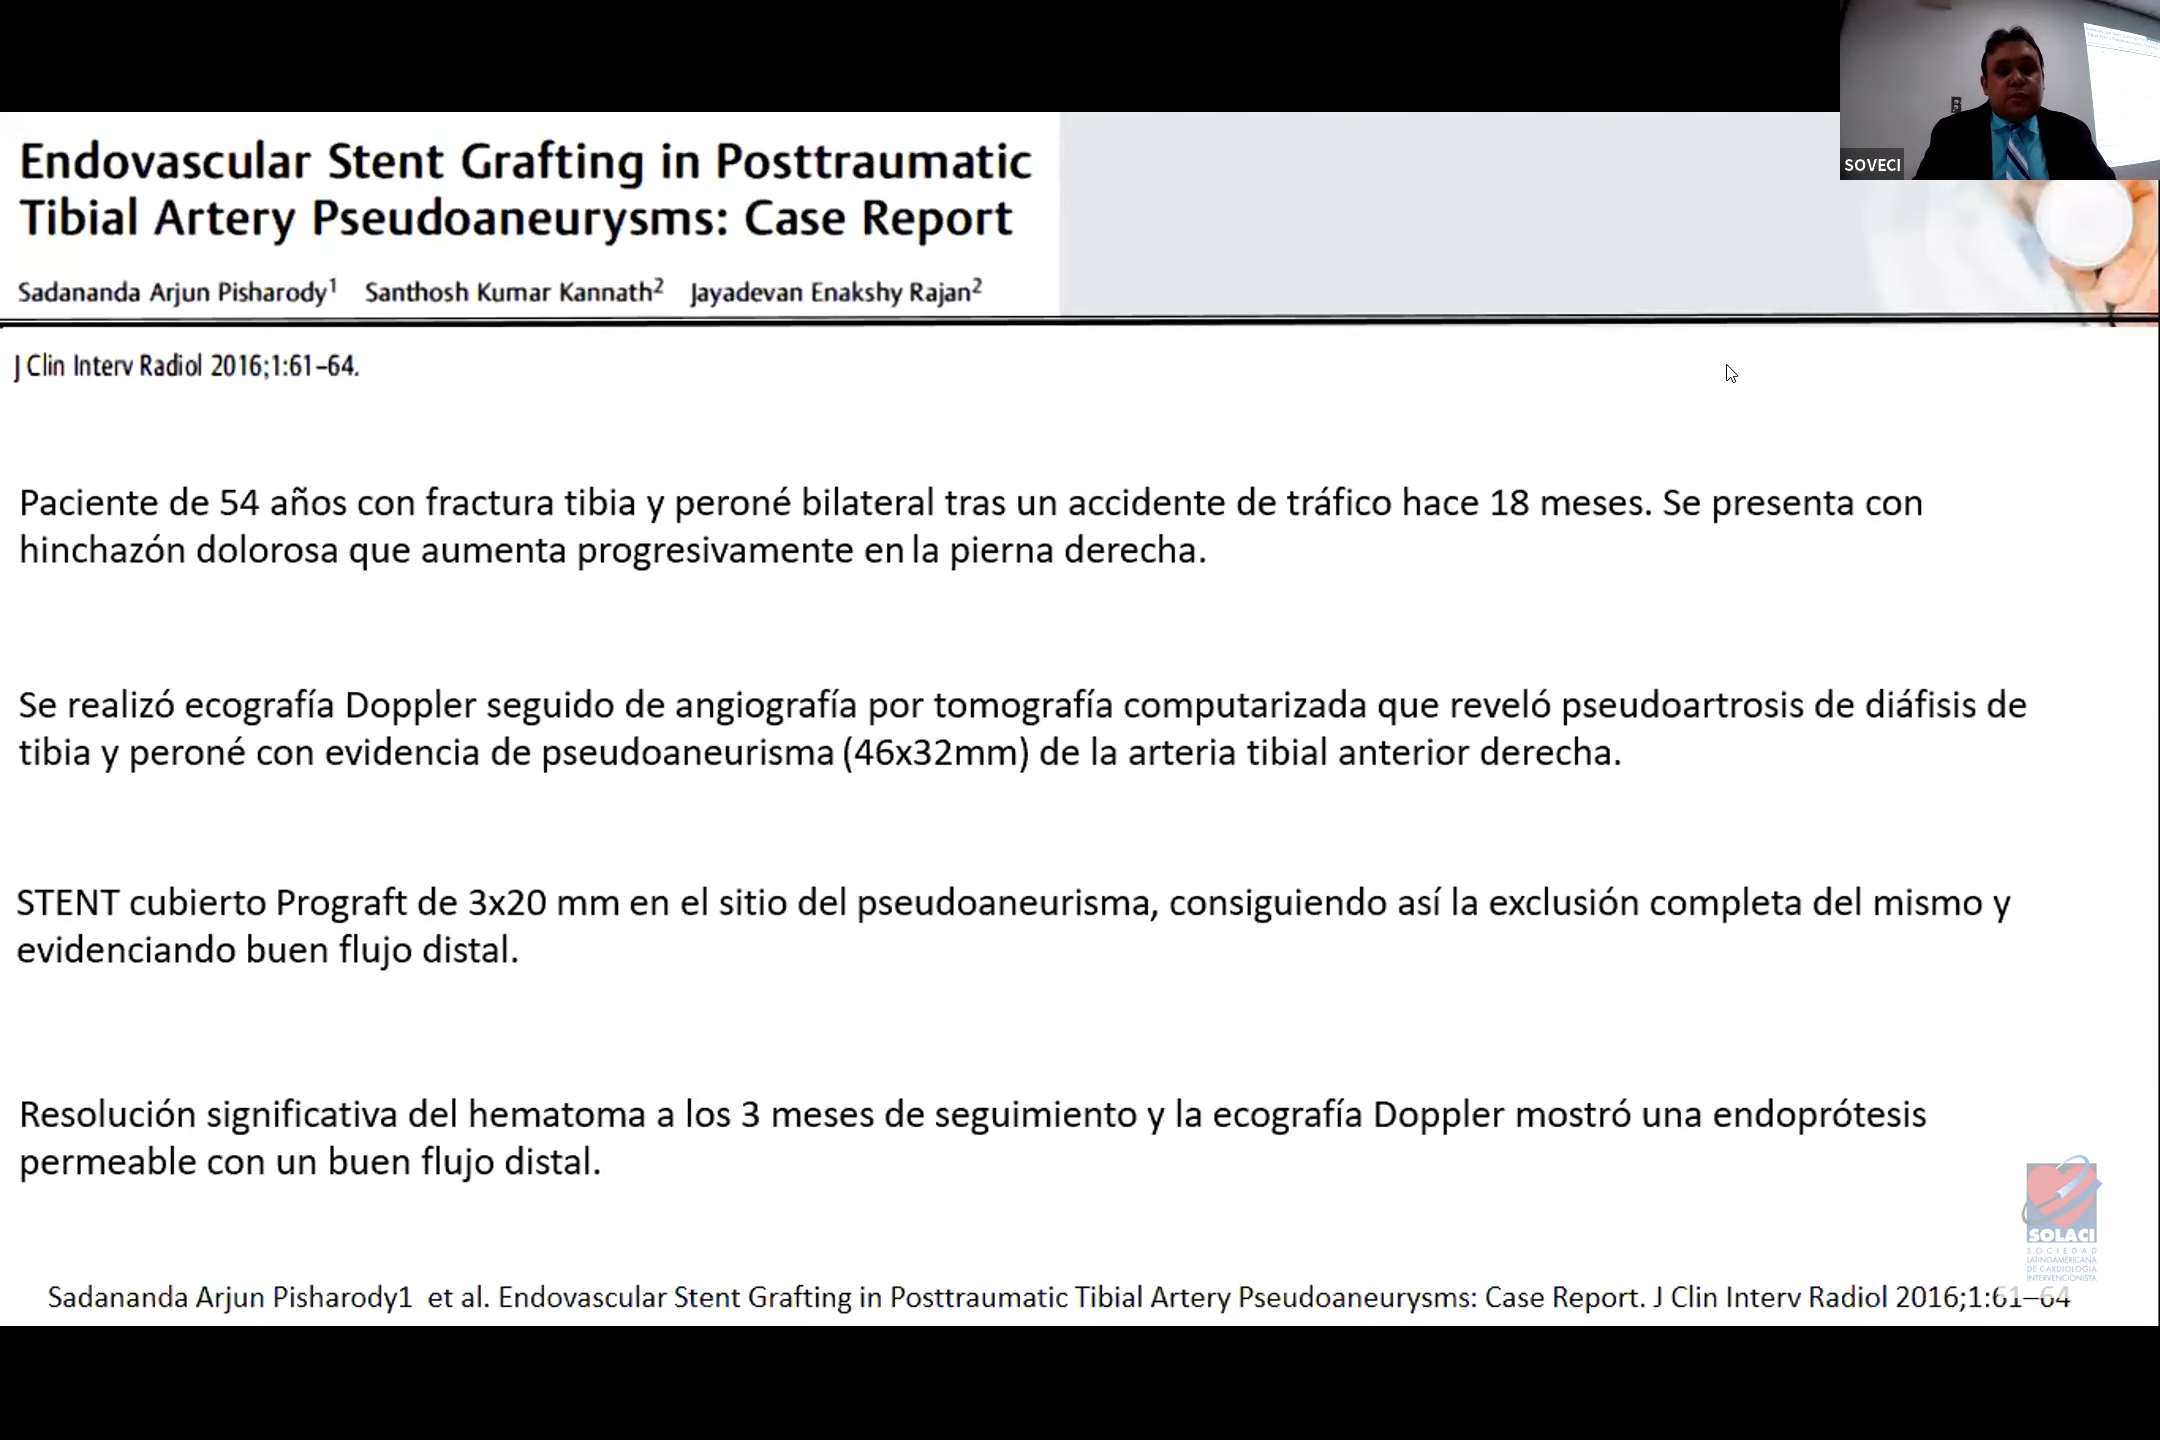 SOVECI
Endovascular Stent Grafting in Posttraumatic
Tibial Artery Pseudoaneurysms: Case Report
Sadananda Arjun Pisharody1 Santhosh Kumar Kannath2 Jayadevan Enakshy Rajan2
J Clin Interv Radiol 2016;1:61–64.
Paciente de 54 años con fractura tibia y peroné bilateral tras un accidente de tráfico hace 18 meses. Se presenta con
hinchazón dolorosa que aumenta progresivamente en la pierna derecha.
Se realizó ecografía Doppler seguido de angiografía por tomografía computarizada que reveló pseudoartrosis de diáfisis de
tibia y peroné con evidencia de pseudoaneurisma (46x32mm) de la arteria tibial anterior derecha.
STENT cubierto Prograft de 3x20 mm en el sitio del pseudoaneurisma, consiguiendo así la exclusión completa del mismo y
evidenciando buen flujo distal.
Resolución significativa del hematoma a los 3 meses de seguimiento y la ecografía Doppler mostró una endoprótesis
permeable con un buen flujo distal.
SOLACI
SOCIEDAD
LATINOAMERICANA
DE CARDIOLOGIA
INTERVENCIONISTA
Sadananda Arjun Pisharody1 et al. Endovascular Stent Grafting in Posttraumatic Tibial Artery Pseudoaneurysms: Case Report. J Clin Interv Radiol 2016;1:61–64